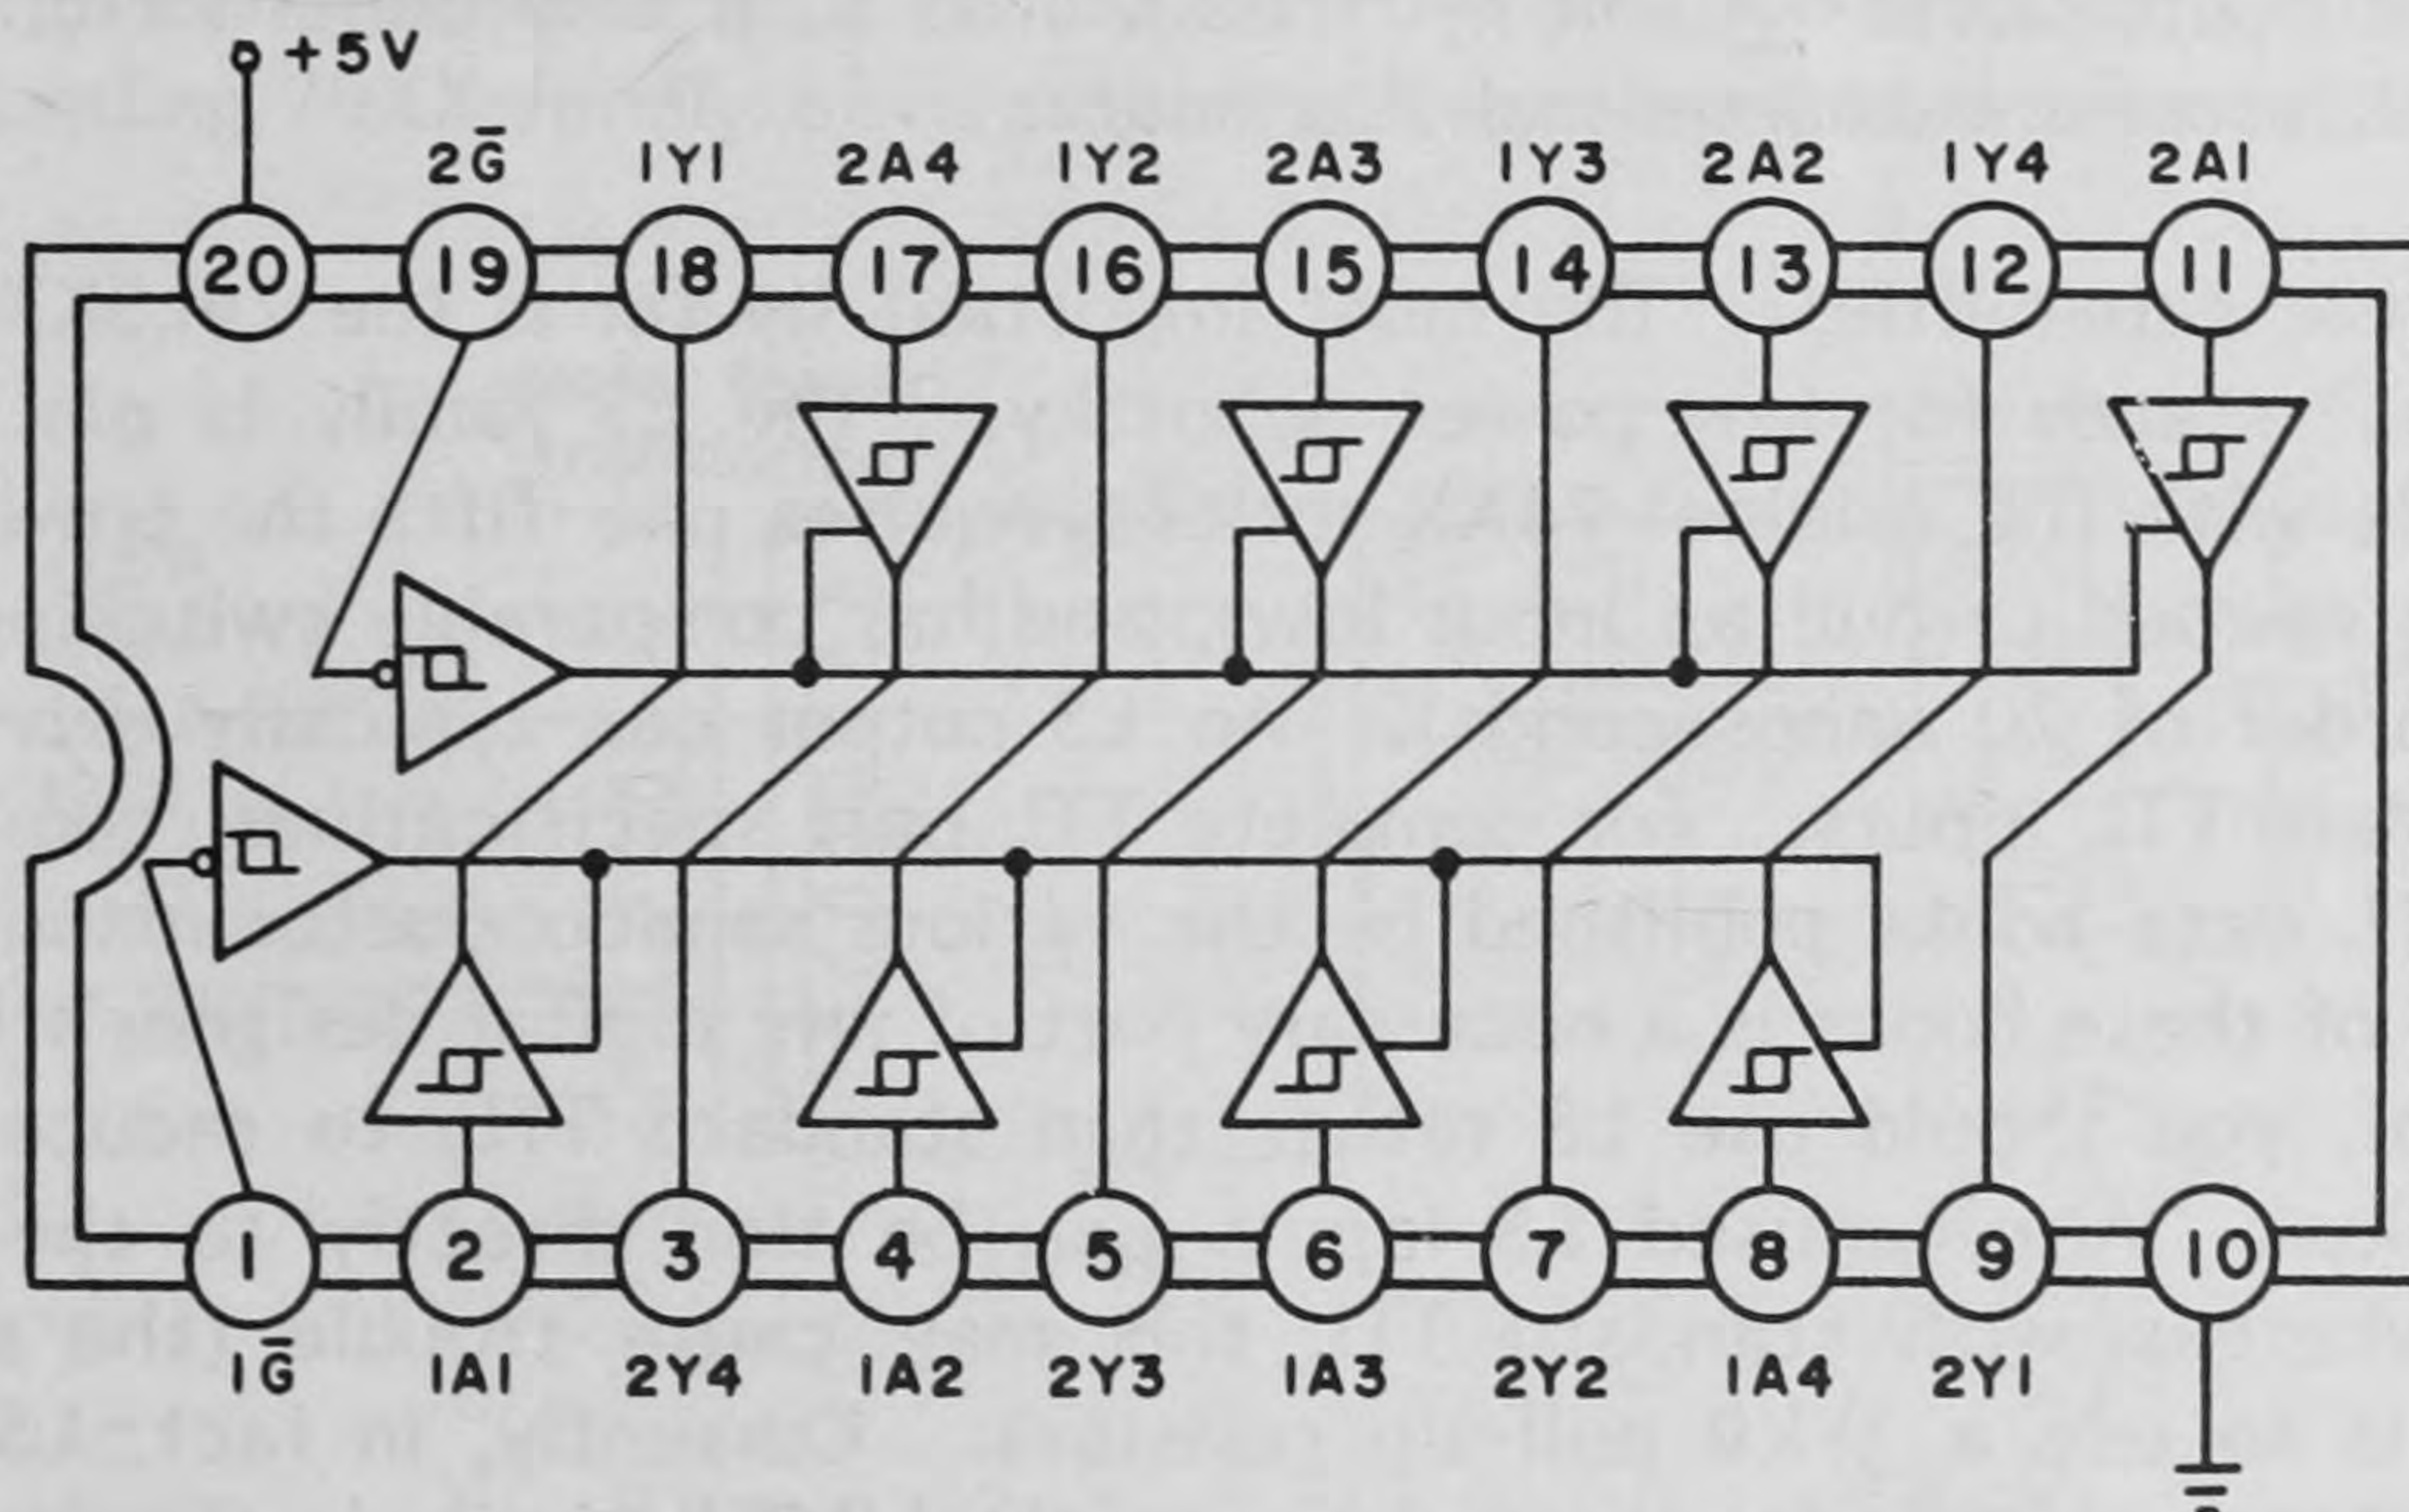 +5V
2G̅ 1Y1 2A4 1Y2 2A3 1Y3 2A2 1Y4 2A1
20 19 18 17 16 15 14 13 12 11
1 2 3 4 5 6 7 8 9 10
1G̅ 1A1 2Y4 1A2 2Y3 1A3 2Y2 1A4 2Y1